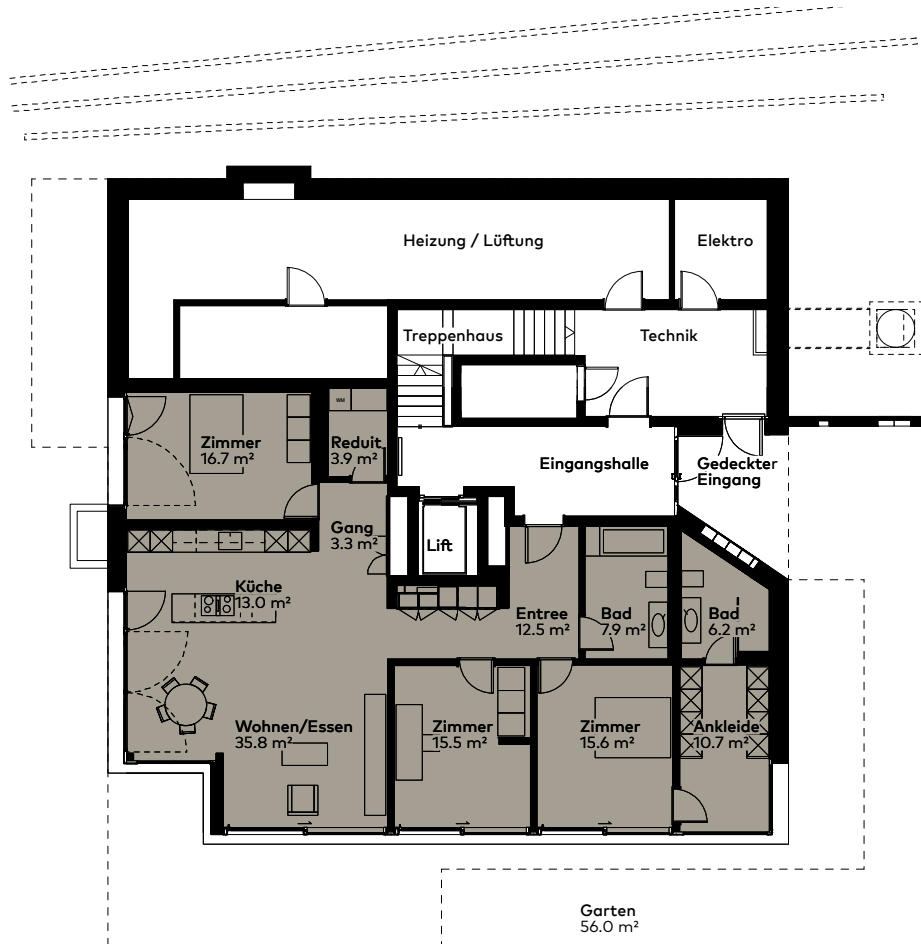 Heizung / Lüftung
Elektro
Treppenhaus
Technik
WM
Zimmer
16.7 m²
Reduit
3.9 m²
Eingangshalle
Gedeckter
Eingang
Gang
3.3 m²
Lift
Küche
13.0 m²
Entree
12.5 m²
Bad
7.9 m²
Bad
6.2 m²
Wohnen/Essen
35.8 m²
Zimmer
15.5 m²
Zimmer
15.6 m²
Ankleide
10.7 m²
Garten
56.0 m²